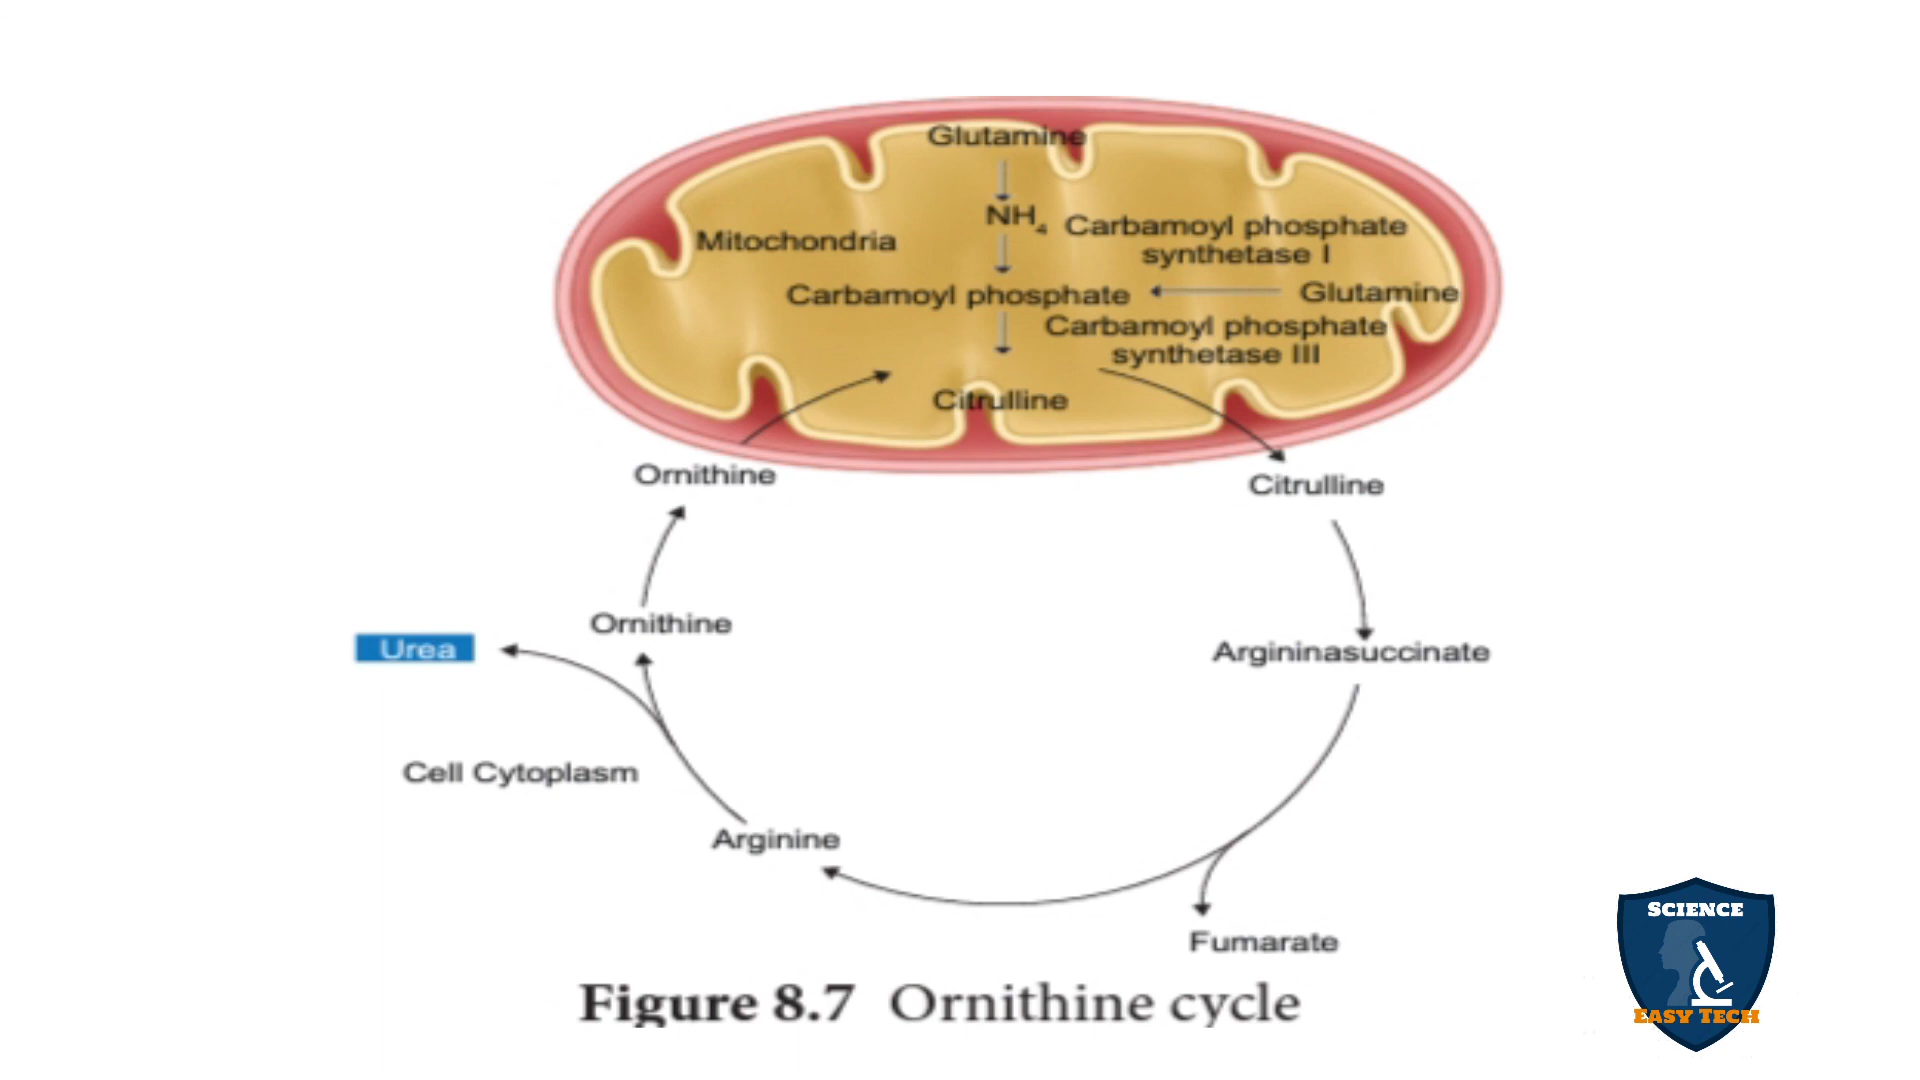 Glutamine
NH4
Carbamoyl phosphate
synthetase I
Mitochondria
Carbamoyl phosphate
Glutamine
Carbamoyl phosphate
synthetase III
Citrulline
Ornithine
Citrulline
Ornithine
Urea
Argininasuccinate
Cell Cytoplasm
Arginine
Fumarate
Figure 8.7 Ornithine cycle
SCIENCE
EASY TECH